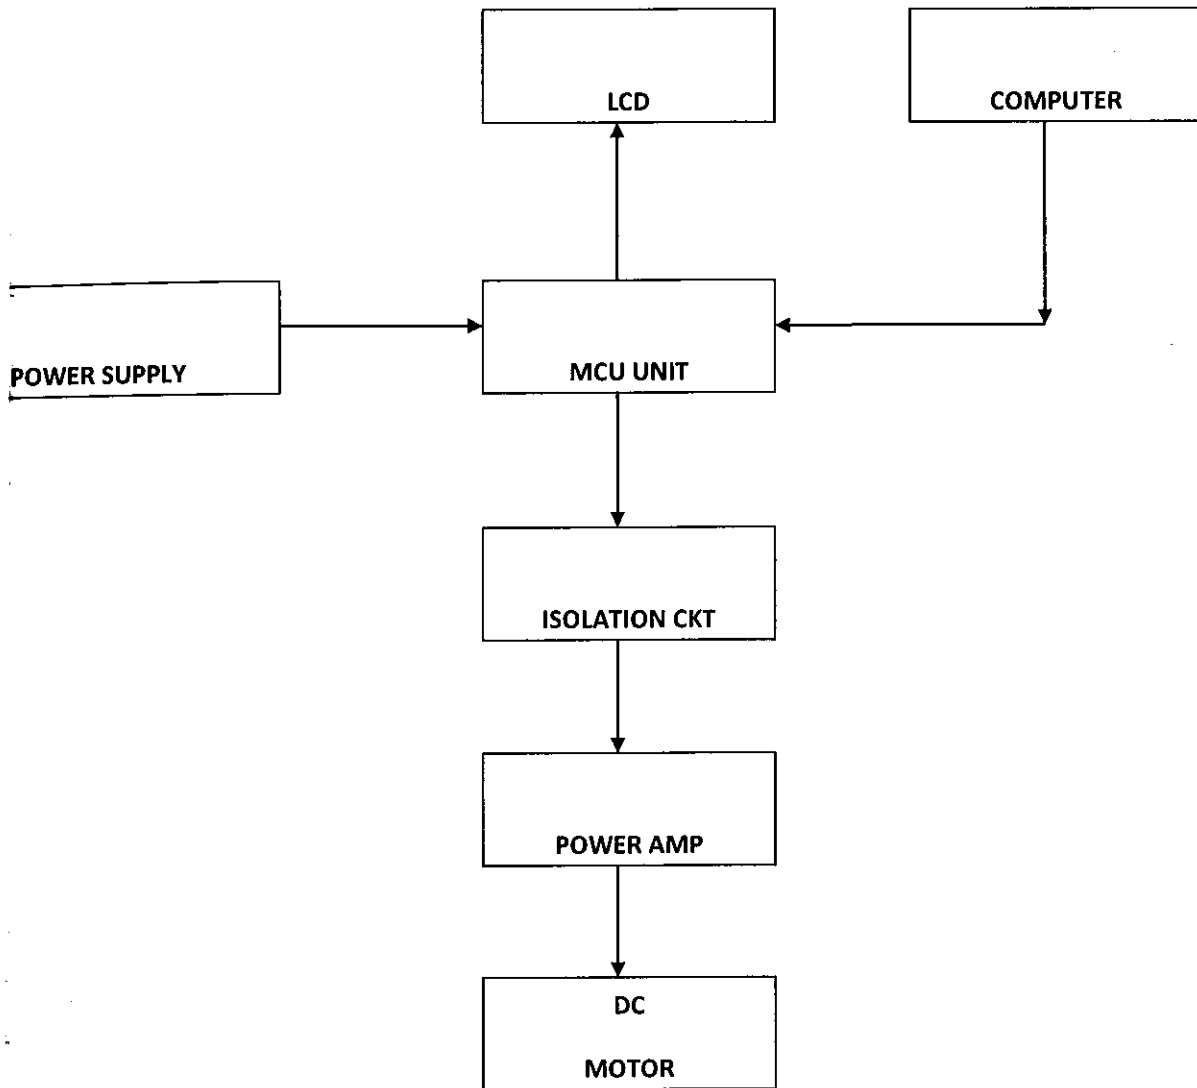 LCD
COMPUTER
POWER SUPPLY
MCU UNIT
ISOLATION CKT
POWER AMP
DC
MOTOR